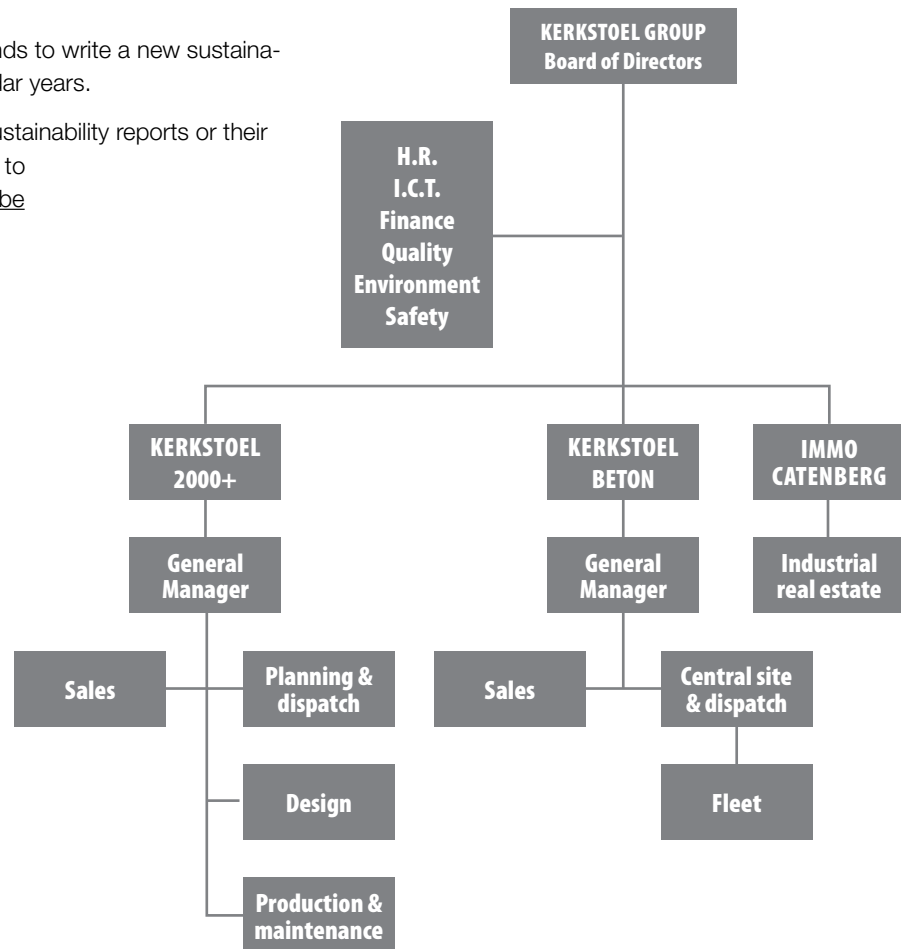 nds to write a new sustaina-
lar years.
ustainability reports or their
to
be
KERKSTOEL GROUP
Board of Directors
H.R.
I.C.T.
Finance
Quality
Environment
Safety
KERKSTOEL
2000+
KERKSTOEL
BETON
IMMO
CATENBERG
General
Manager
General
Manager
Industrial
real estate
Sales
Planning &
dispatch
Sales
Central site
& dispatch
Design
Fleet
Production &
maintenance